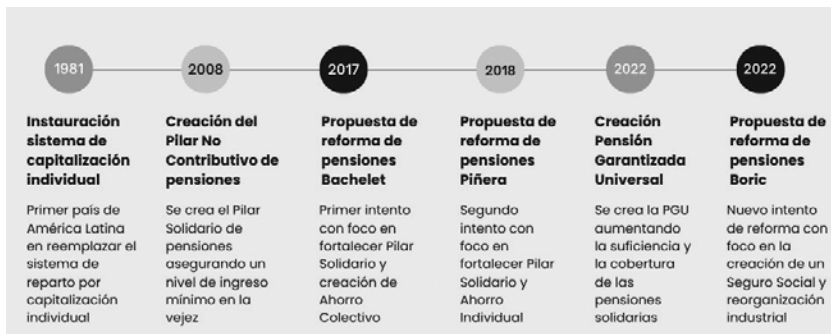 1981
Instauración
sistema de
capitalización
individual
Primer país de
América Latina
en reemplazar el
sistema de
reparto por
capitalización
individual
2008
Creación del
Pilar No
Contributivo de
pensiones
Se crea el Pilar
Solidario de
pensiones
asegurando un
nivel de ingreso
mínimo en la
vejez
2017
Propuesta de
reforma de
pensiones
Bachelet
Primer intento
con foco en
fortalecer Pilar
Solidario y
creación de
Ahorro
Colectivo
2018
Propuesta de
reforma de
pensiones
Piñera
Segundo
intento con
foco en
fortalecer Pilar
Solidario y
Ahorro
Individual
2022
Creación
Pensión
Garantizada
Universal
Se crea la PGU
aumentando
la suficiencia y
la cobertura
de las
pensiones
solidarias
2022
Propuesta de
reforma de
pensiones
Boric
Nuevo intento
de reforma con
foco en la
creación de un
Seguro Social y
reorganización
industrial